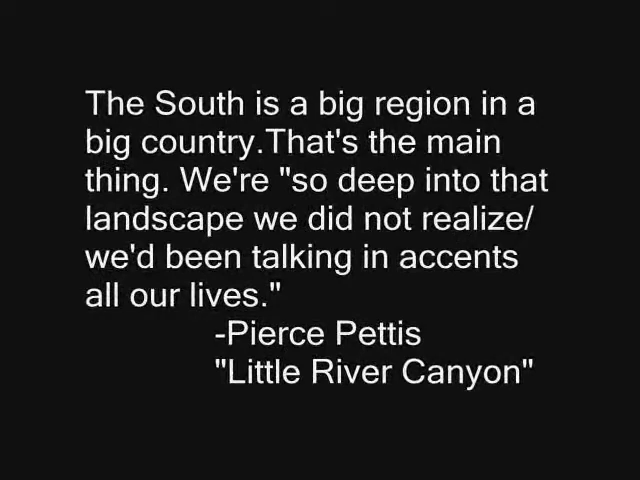 The South is a big region in a
big country.That's the main
thing. We're "so deep into that
landscape we did not realize/
we'd been talking in accents
all our lives."
-Pierce Pettis
"Little River Canyon"